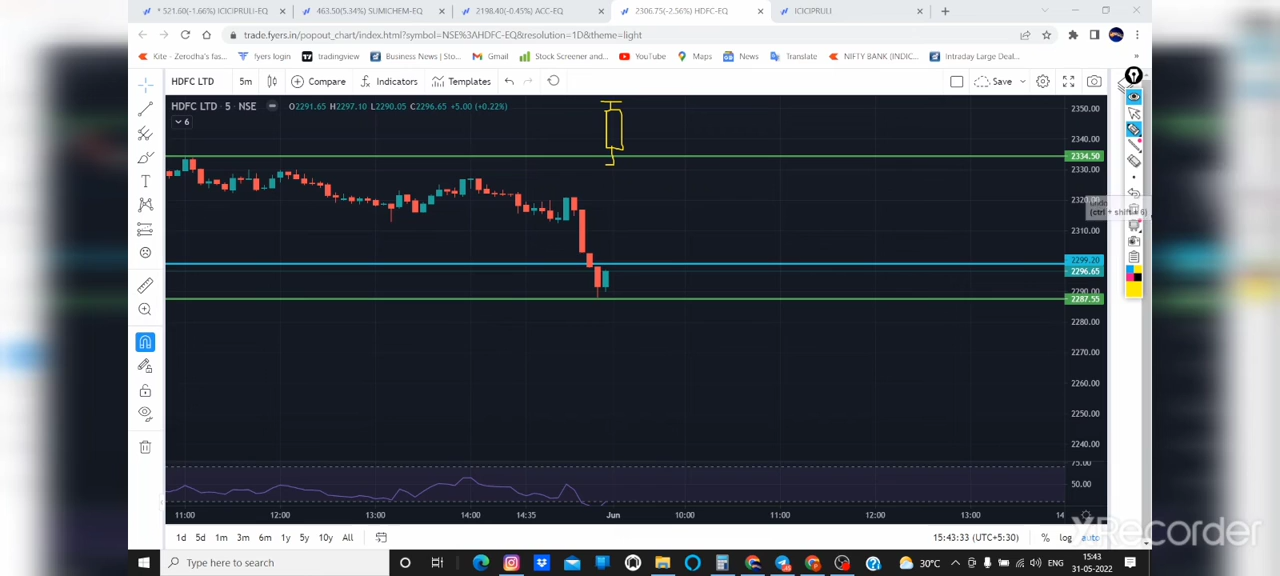 * 521.60(-1.66%) ICICIPRULI-EQ
463.50(5.34%) SUMICHEM-EQ
2198.40(-0.45%) ACC-EQ
2306.75(-2.56%) HDFC-EQ
ICICIPRULI
trade.fyers.in/popout_chart/index.html?symbol=NSE%3AHDFC-EQ&resolution=1D&theme=light
Kite - Zerodha's fas...
fyers login
tradingview
Business News | Sto...
Gmail
Stock Screener and...
YouTube
Maps
News
Translate
NIFTY BANK (INDIC...
Intraday Large Deal...
»
HDFC LTD
5m
Compare
Indicators
Templates
Save
HDFC LTD 5 NSE O2291.65 H2297.10 L2290.05 C2296.65 +5.00 (+0.22%)
6
2350.00
2340.00
2334.50
2330.00
2320.00
(ctrl + shift + 6)
2310.00
2299.20
2296.65
2290.00
2287.55
2280.00
2270.00
2260.00
2250.00
2240.00
75.00
50.00
11:00 12:00 13:00 14:00 14:35 Jun 10:00 11:00 12:00 13:00 14
1d 5d 1m 3m 6m 1y 5y 10y All
15:43:33 (UTC+5:30)
% log auto
XRecorder
Type here to search
30°C
ENG
15:43
31-05-2022